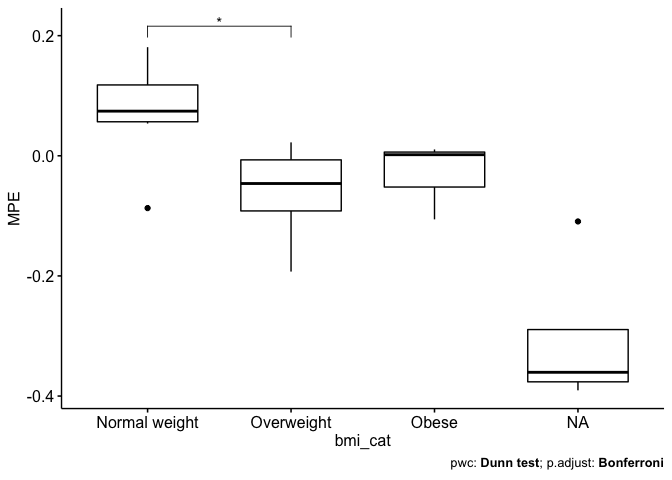 *
0.2
0.0
-0.2
-0.4
MPE
Normal weight Overweight Obese NA
bmi_cat
pwc: Dunn test; p.adjust: Bonferroni